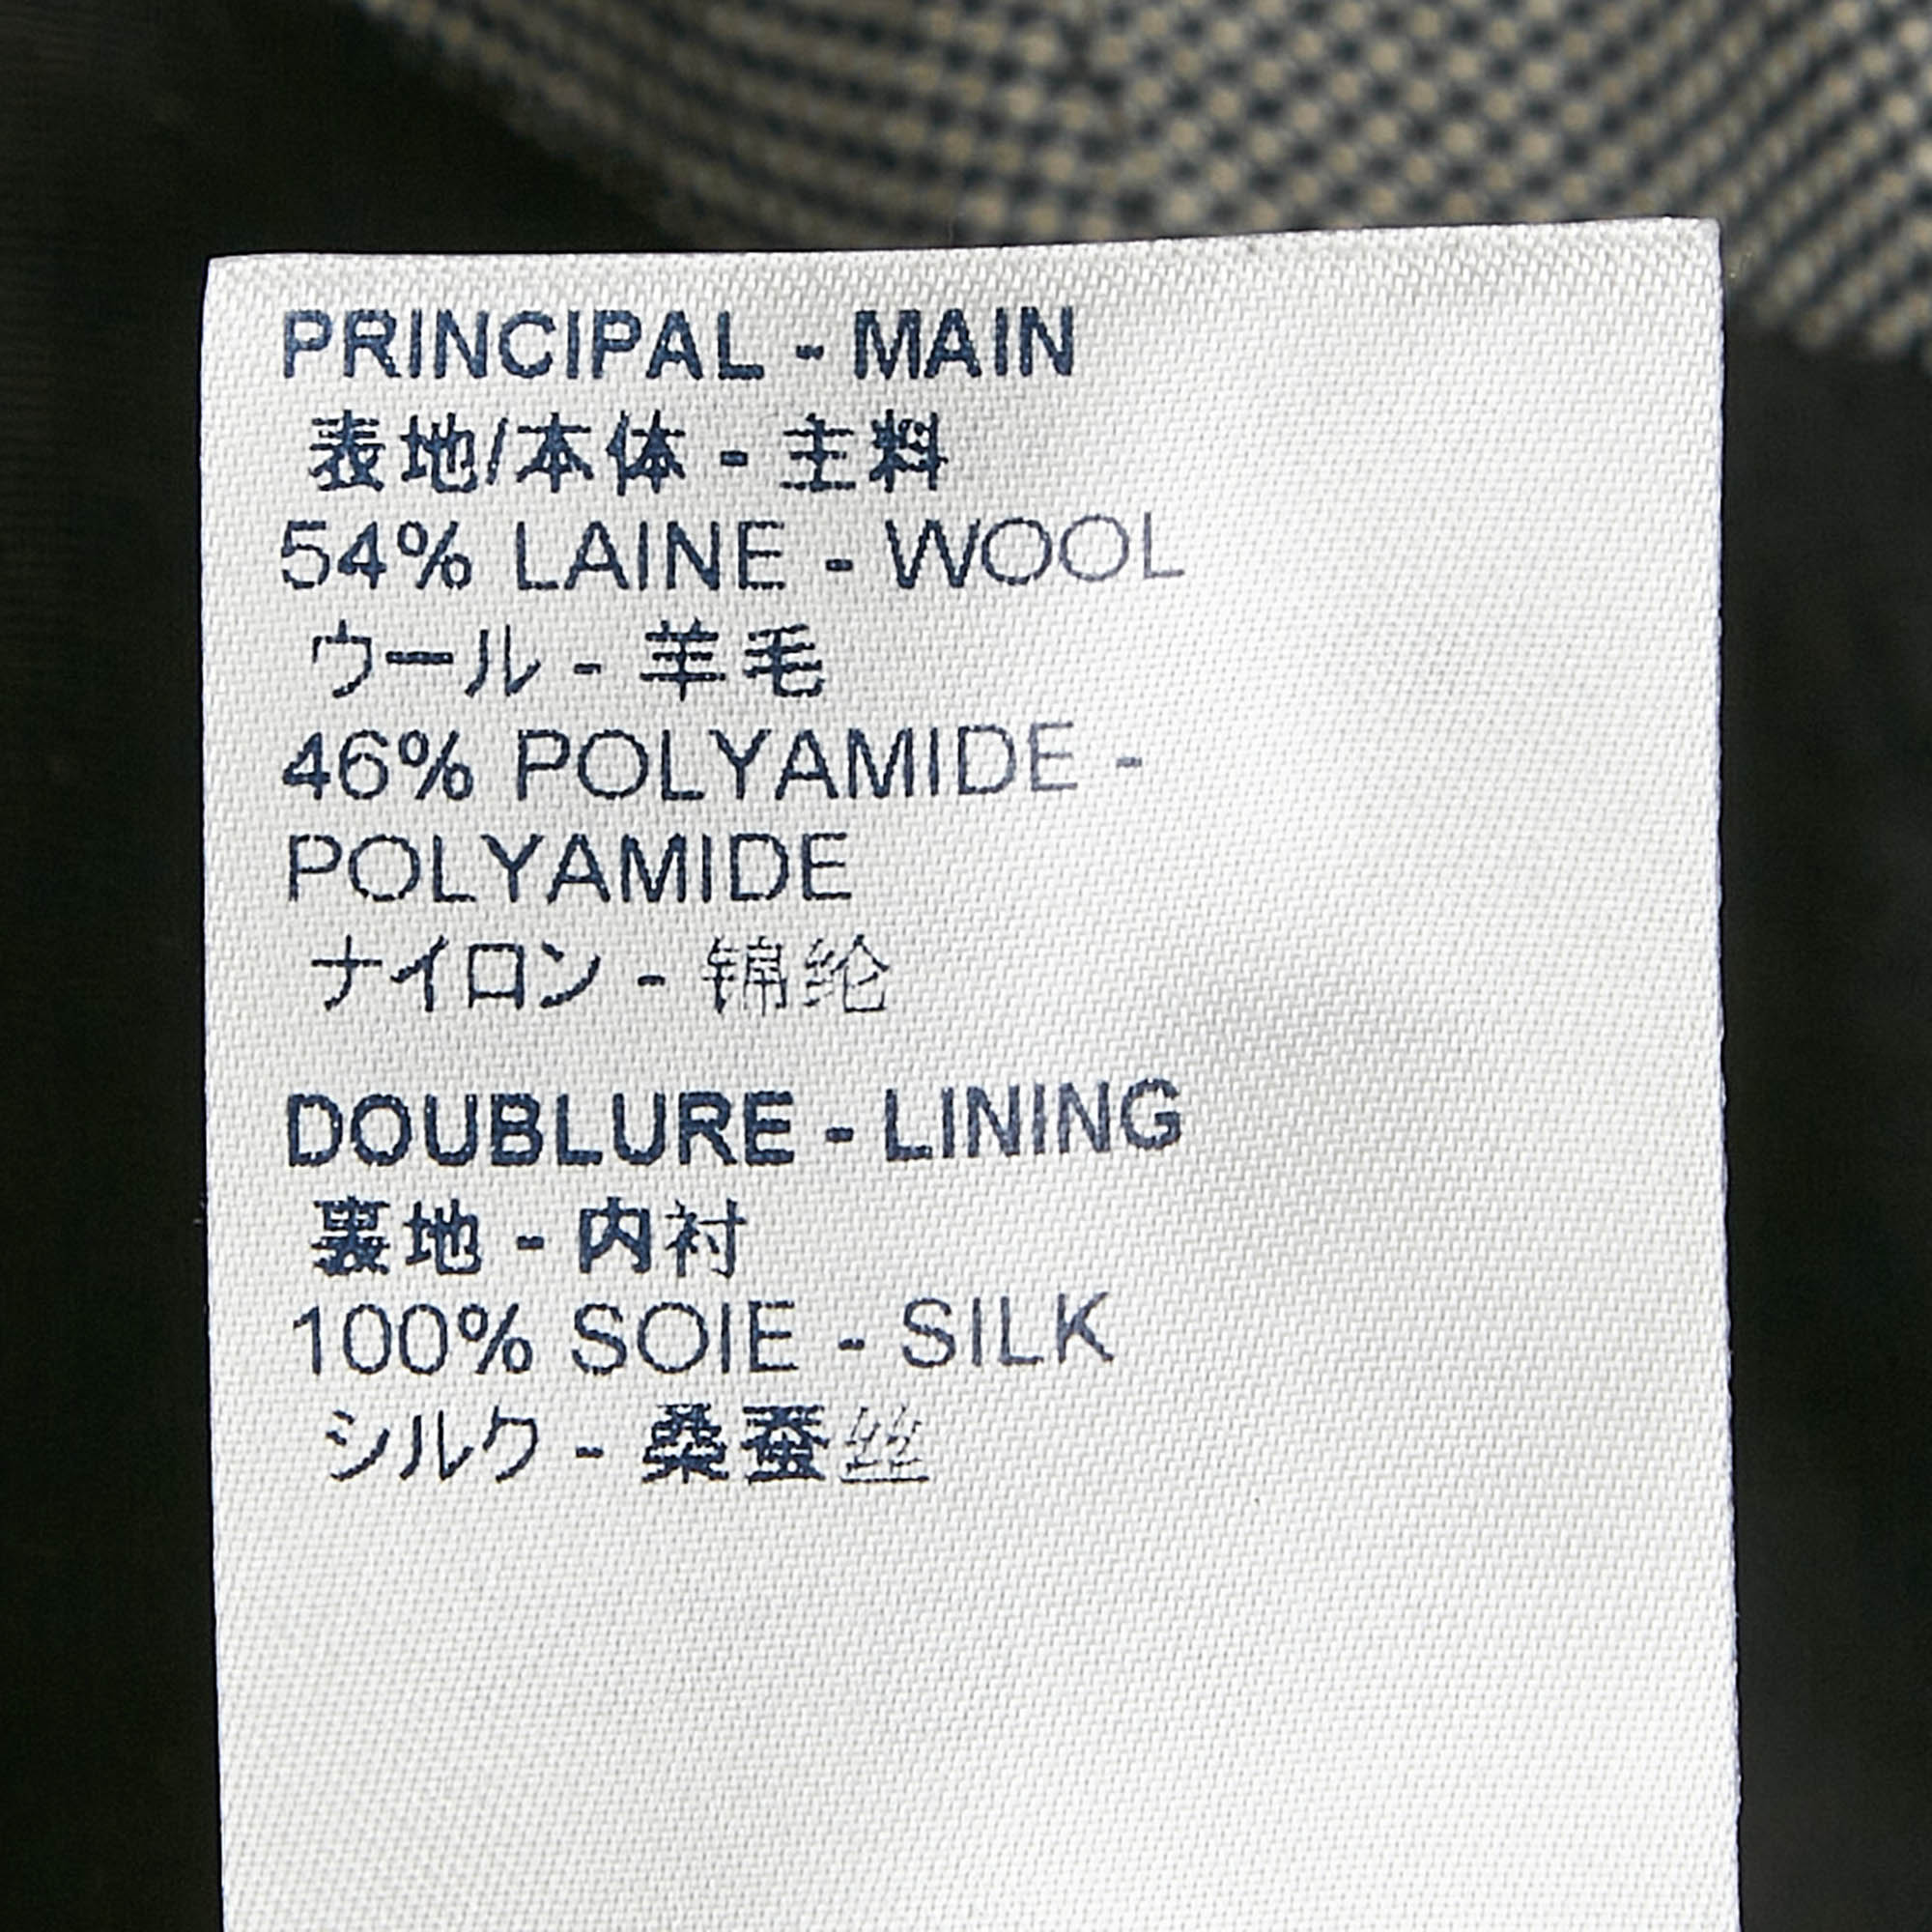 PRINCIPAL - MAIN
表地/本体 - 主料
54% LAINE - WOOL
ウール - 羊毛
46% POLYAMIDE -
POLYAMIDE
ナイロン - 锦纶
DOUBLURE - LINING
裏地 - 内衬
100% SOIE - SILK
シルク - 桑蚕丝